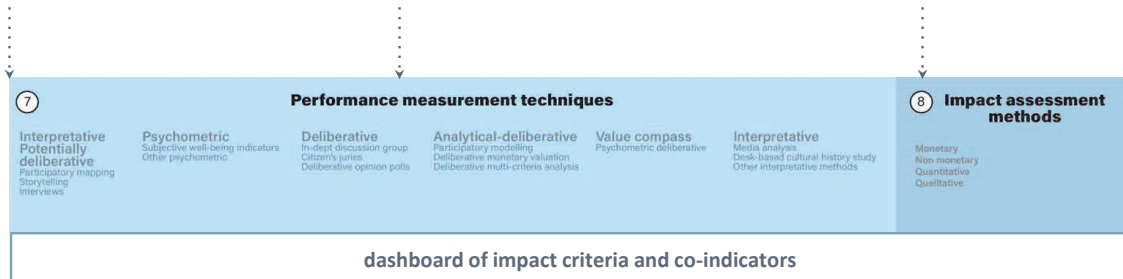 7
Performance measurement techniques
Interpretative
Potentially
deliberative
Participatory mapping
Storytelling
Interviews
Psychometric
Subjective well-being indicators
Other psychometric
Deliberative
In-dept discussion group
Citizen's juries
Deliberative opinion polls
Analytical-deliberative
Participatory modelling
Deliberative monetary valuation
Deliberative multi-criteria analysis
Value compass
Psychometric deliberative
Interpretative
Media analysis
Desk-based cultural history study
Other interpretative methods
8
Impact assessment
methods
Monetary
Non monetary
Quantitative
Qualitative
dashboard of impact criteria and co-indicators